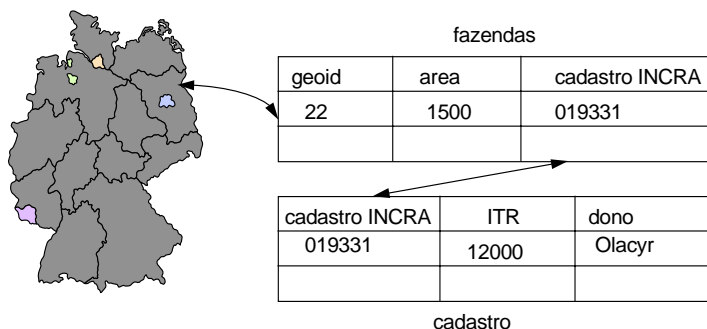 fazendas
geoid area cadastro INCRA
22 1500 019331
cadastro INCRA ITR dono
019331 12000 Olacyr
cadastro